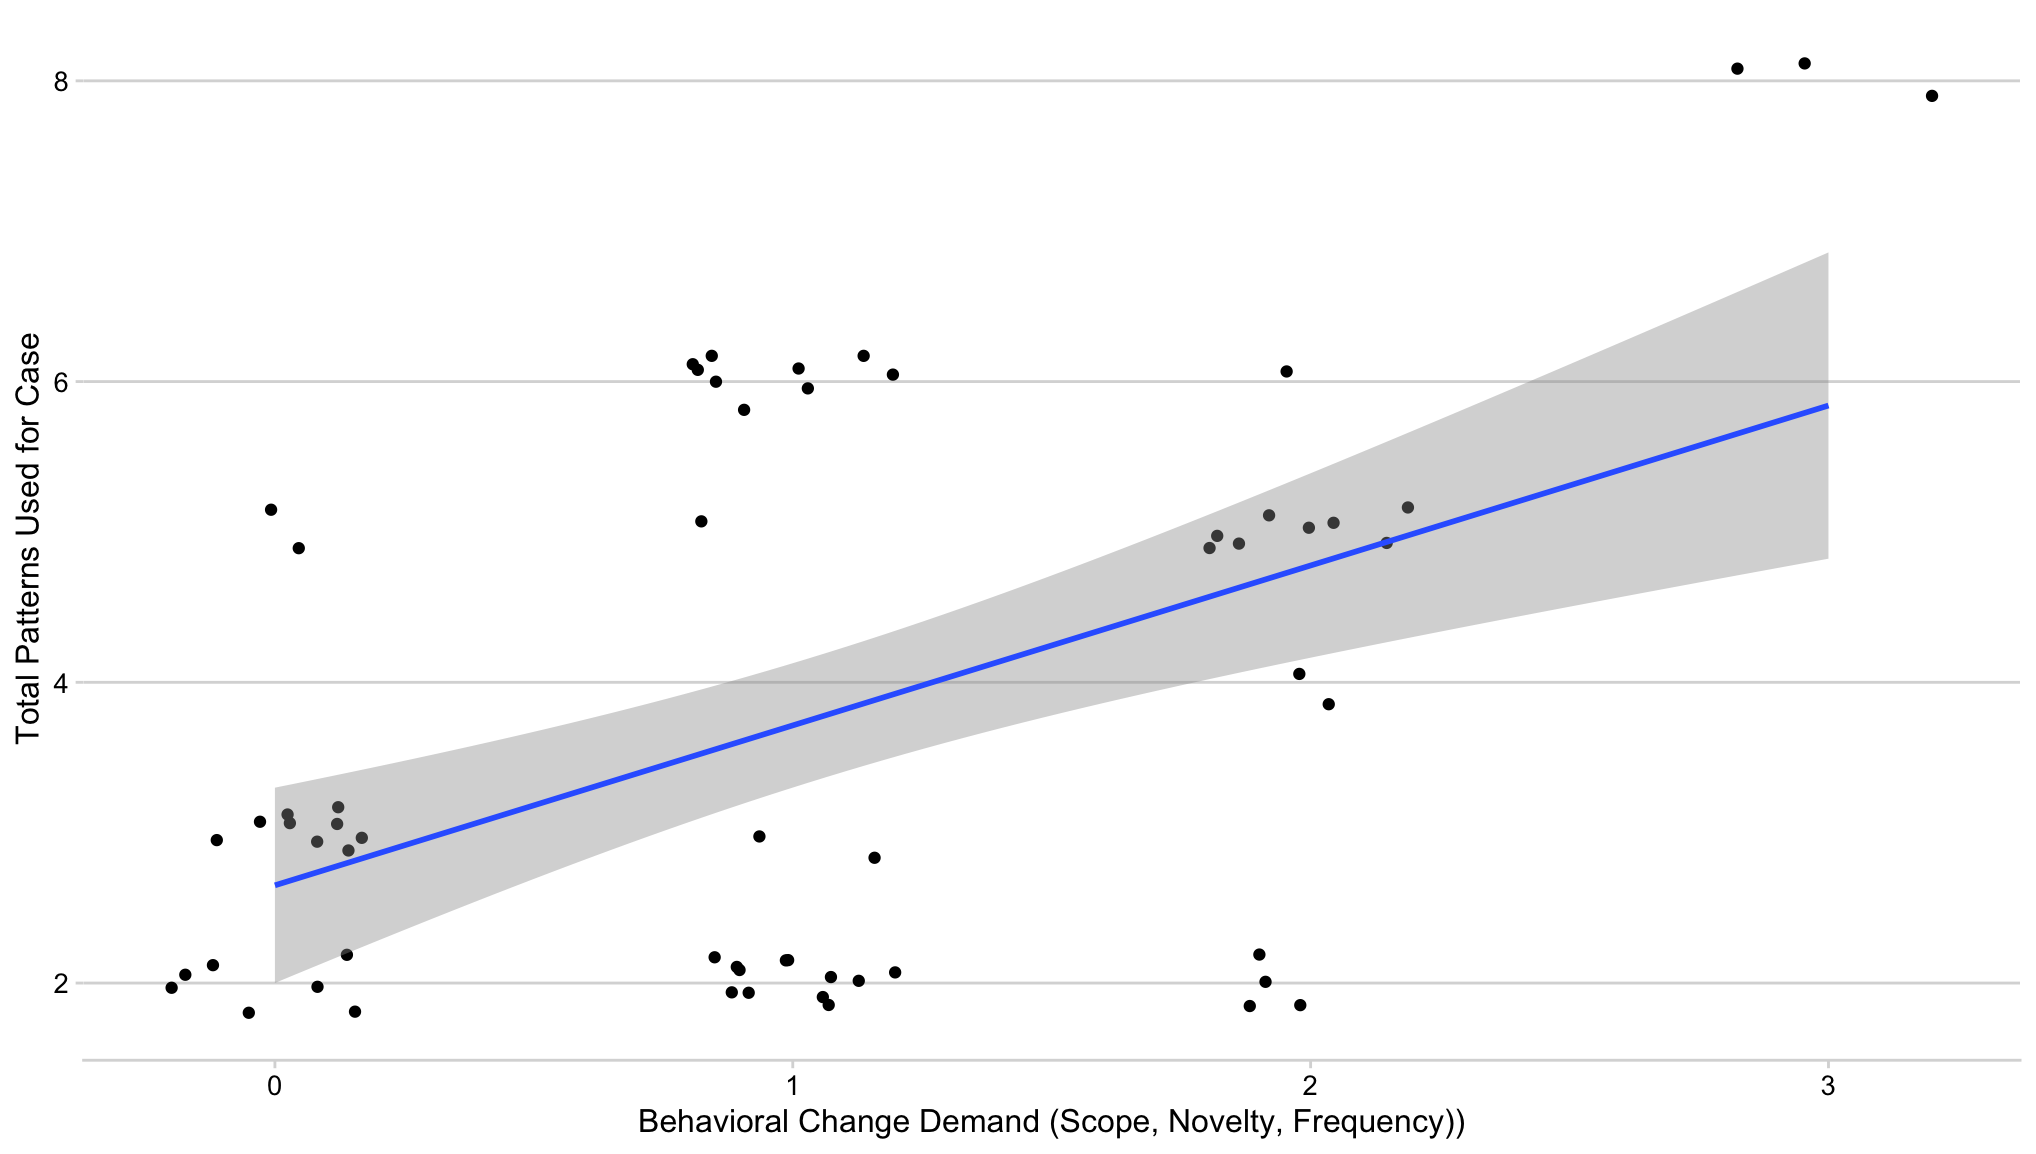 8
6
4
2
Total Patterns Used for Case
0 1 2 3
Behavioral Change Demand (Scope, Novelty, Frequency))